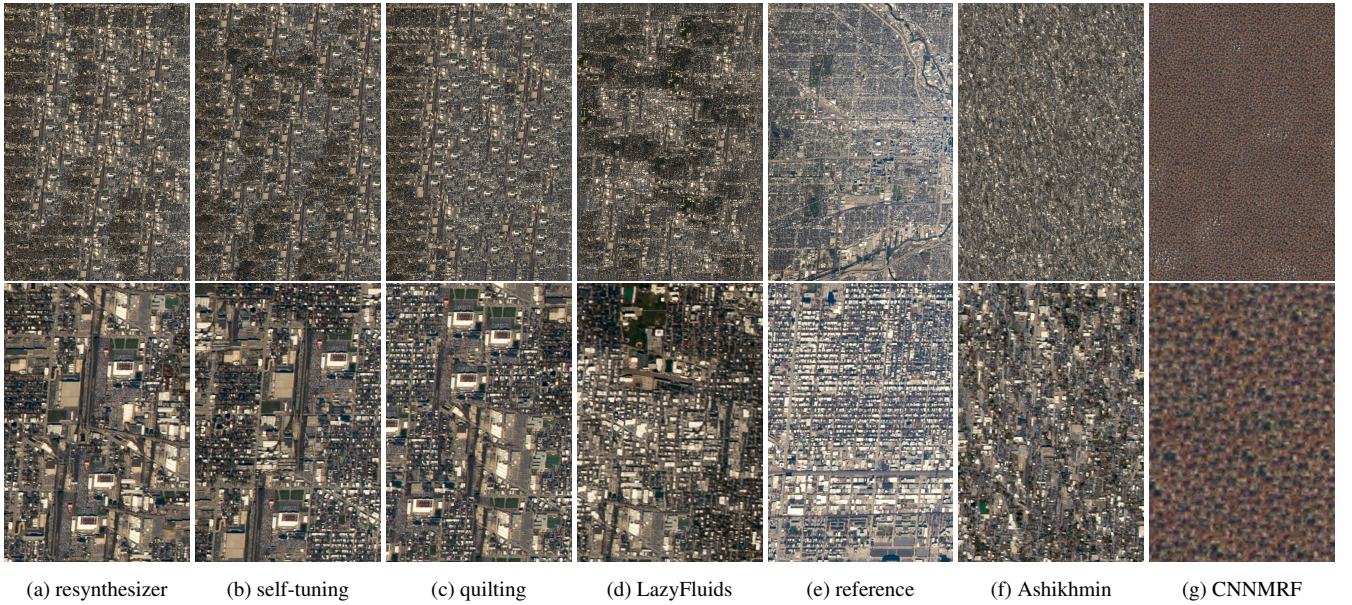 (a) resynthesizer
(b) self-tuning
(c) quilting
(d) LazyFluids
(e) reference
(f) Ashikhmin
(g) CNNMRF